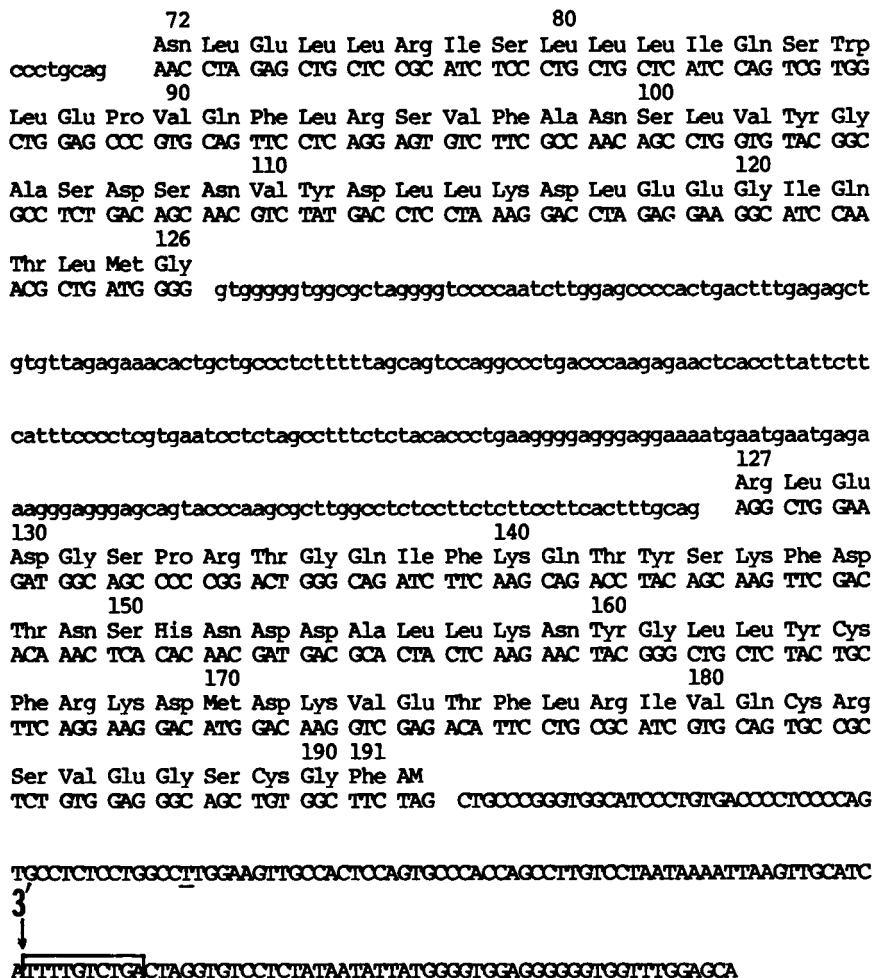 72 80
Asn Leu Glu Leu Leu Arg Ile Ser Leu Leu Leu Ile Gln Ser Trp
ccctgcag AAC CTA GAG CTG CTC CGC ATC TCC CTG CTG CTC ATC CAG TCG TGG
90 100
Leu Glu Pro Val Gln Phe Leu Arg Ser Val Phe Ala Asn Ser Leu Val Tyr Gly
CTG GAG CCC GTG CAG TTC CTC AGG AGT GTC TTC GCC AAC AGC CTG GTG TAC GGC
110 120
Ala Ser Asp Ser Asn Val Tyr Asp Leu Leu Lys Asp Leu Glu Glu Gly Ile Gln
GCC TCT GAC AGC AAC GTC TAT GAC CTC CTA AAG GAC CTA GAG GAA GGC ATC CAA
126
Thr Leu Met Gly
ACG CTG ATG GGG gtgggggtggcgctaggggtccccaatcttggagccccactgactttgagagct
gtgttagagaaacactgctgccctctttttagcagtccaggccctgacccaagagaactcaccttattctt
catttcccctcgtgaatcctctagcctttctctacaccctgaaggggagggaggaaaatgaatgaatgaga
127
Arg Leu Glu
aagggagggagcagtacccaagcgcttggcctctccttctcttccttcactttgcag AGG CTG GAA
130 140
Asp Gly Ser Pro Arg Thr Gly Gln Ile Phe Lys Gln Thr Tyr Ser Lys Phe Asp
GAT GGC AGC CCC CGG ACT GGG CAG ATC TTC AAG CAG ACC TAC AGC AAG TTC GAC
150 160
Thr Asn Ser His Asn Asp Asp Ala Leu Leu Lys Asn Tyr Gly Leu Leu Tyr Cys
ACA AAC TCA CAC AAC GAT GAC GCA CTA CTC AAG AAC TAC GGG CTG CTC TAC TGC
170 180
Phe Arg Lys Asp Met Asp Lys Val Glu Thr Phe Leu Arg Ile Val Gln Cys Arg
TTC AGG AAG GAC ATG GAC AAG GTC GAG ACA TTC CTG CGC ATC GTG CAG TGC CGC
190 191
Ser Val Glu Gly Ser Cys Gly Phe AM
TCT GTG GAG GGC AGC TGT GGC TTC TAG CTGCCCGGGTGGCATCCCTGTGACCCCTCCCCAG
TGCCTCTCCTGGCCTTGGAAGTTGCCACTCCAGTGCCCACCAGCCTTGTCCTAATAAAATTAAGTTGCATC
3'
ATTTTGTCTGACTAGGTGTCCTCTATAATATTATGGGGTGGAGGGGGGTGGTTTGGAGCA